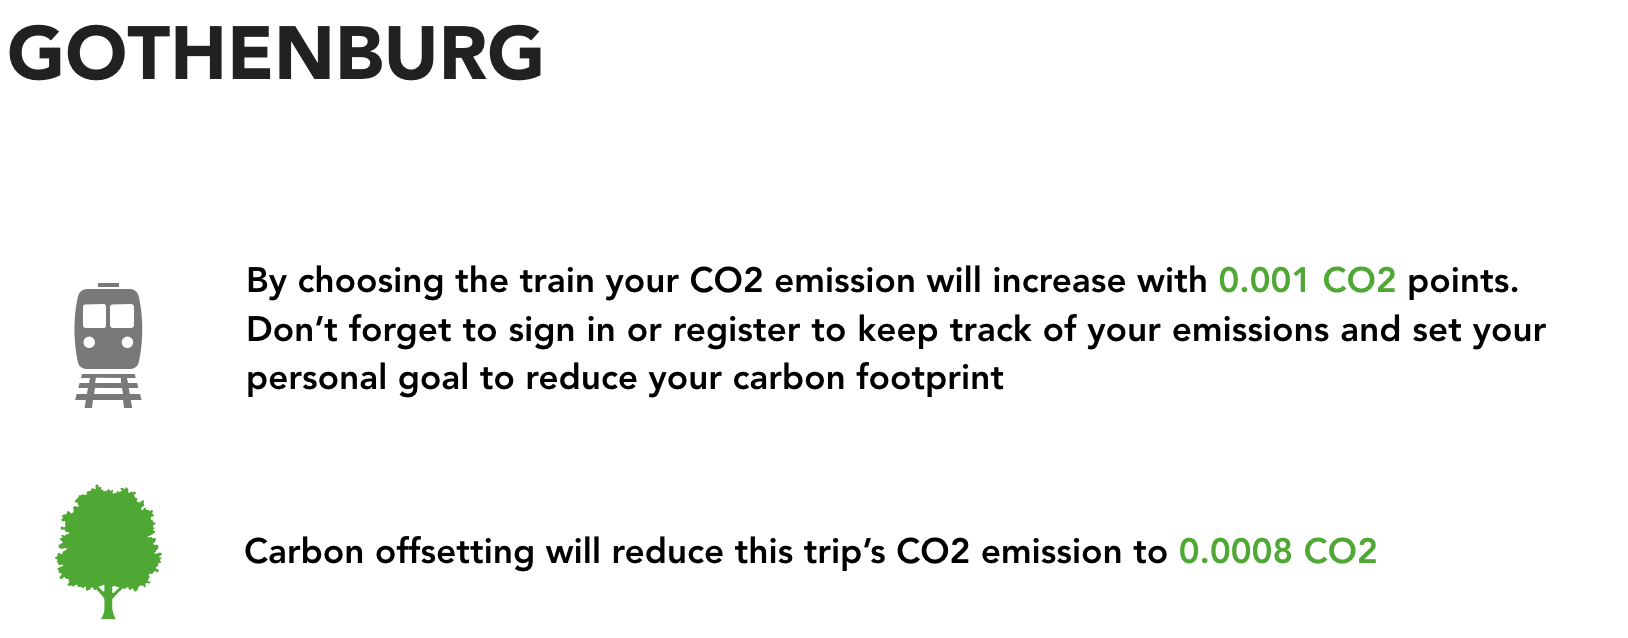 GOTHENBURG
By choosing the train your CO2 emission will increase with 0.001 CO2 points.
Don’t forget to sign in or register to keep track of your emissions and set your
personal goal to reduce your carbon footprint
Carbon offsetting will reduce this trip’s CO2 emission to 0.0008 CO2